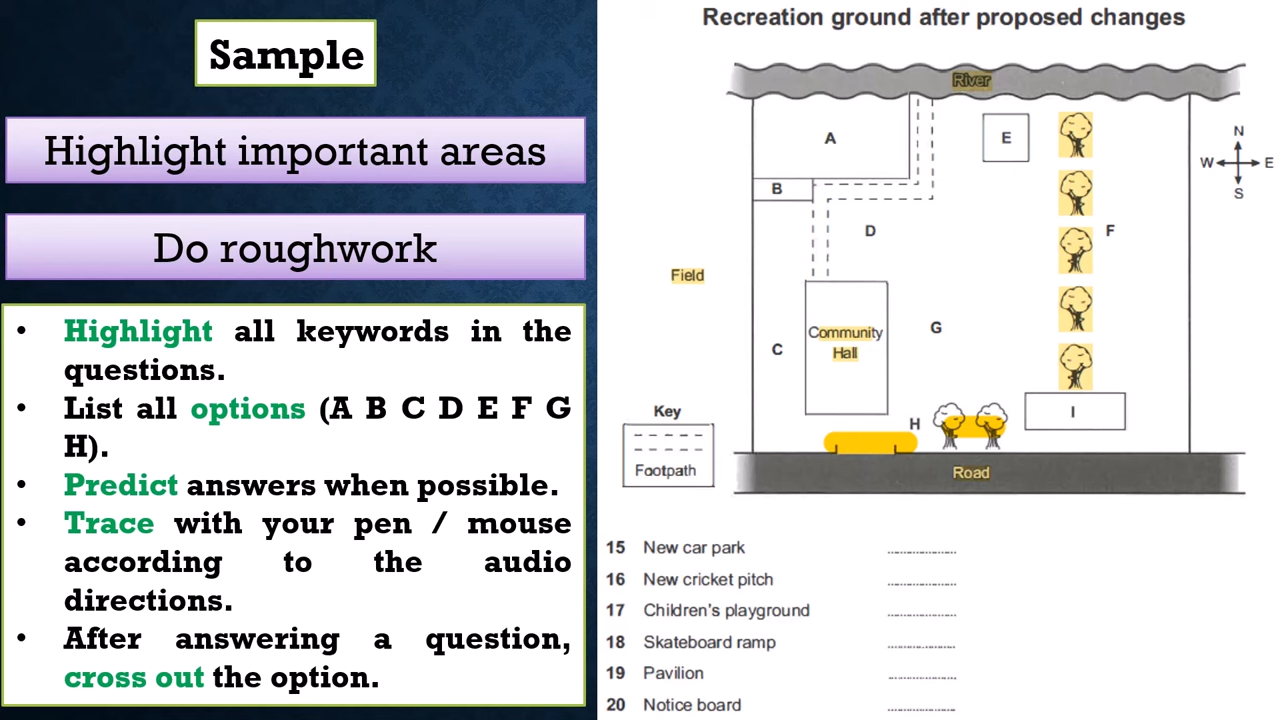 Sample
Highlight important areas
Do roughwork
• Highlight all keywords in the
questions.
• List all options (A B C D E F G
H).
• Predict answers when possible.
• Trace with your pen / mouse
according to the audio
directions.
• After answering a question,
cross out the option.
Recreation ground after proposed changes
River
A
E
N
W E
S
B
D
F
Field
G
Community
Hall
C
Key
Footpath
H
I
Road
15 New car park ........................
16 New cricket pitch ........................
17 Children's playground ........................
18 Skateboard ramp ........................
19 Pavilion ........................
20 Notice board ........................